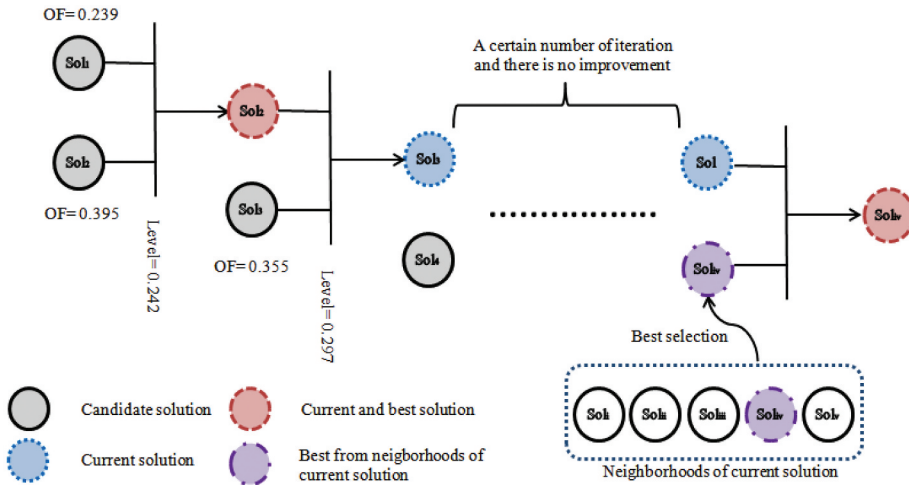 OF= 0.239
Sol1
Sol2
OF= 0.395
Level= 0.242
Sol2
Sol3
OF= 0.355
Level= 0.297
A certain number of iteration
and there is no improvement
Sol3
Sol4
Sol
Soliv
Soliv
Best selection
Soli
Solii
Soliii
Soliv
Solv
Neighborhoods of current solution
Candidate solution
Current and best solution
Current solution
Best from neigborhoods of
current solution